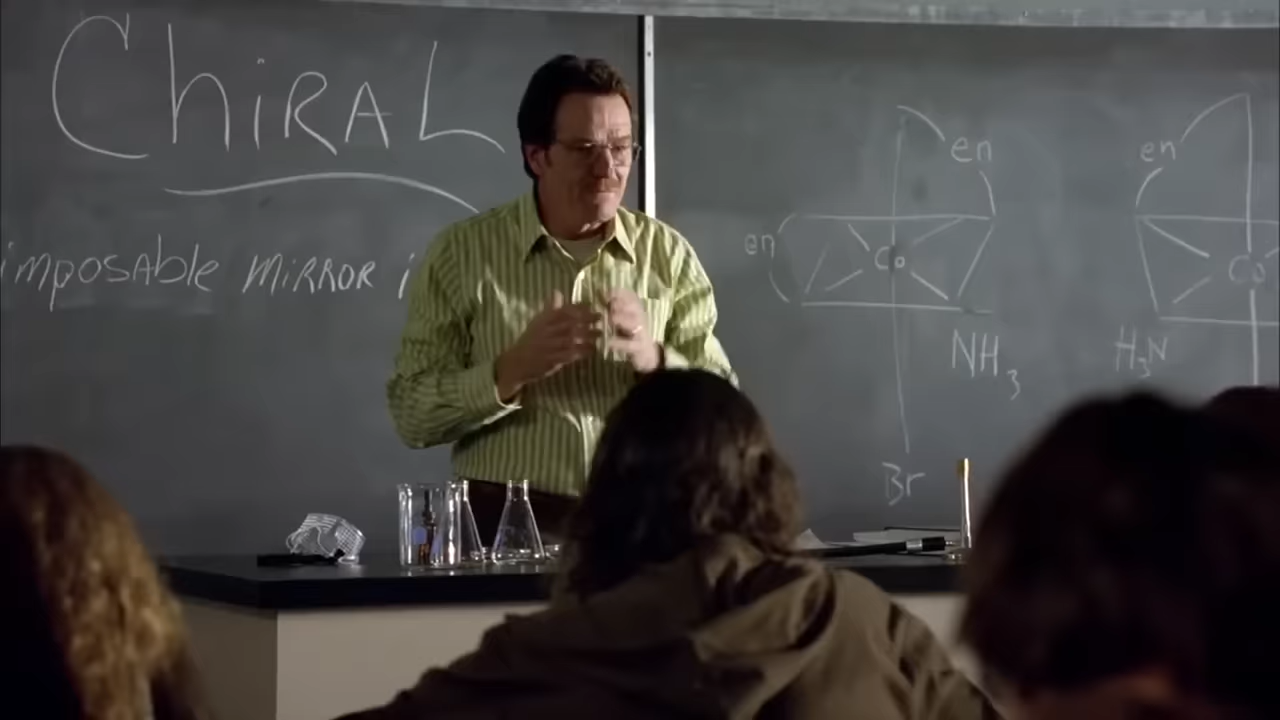 ChiRAL
imposable MiRROR i
en
en
Co
NH3
Br
en
Co
H3N